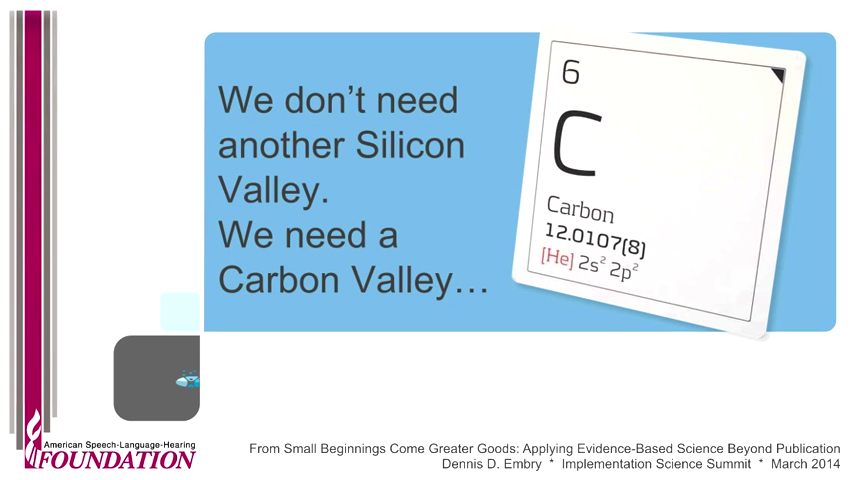 We don't need
another Silicon
Valley.
We need a
Carbon Valley…
6
C
Carbon
12.0107(8)
[He] 2s² 2p²
American Speech-Language-Hearing
FOUNDATION
From Small Beginnings Come Greater Goods: Applying Evidence-Based Science Beyond Publication
Dennis D. Embry * Implementation Science Summit * March 2014